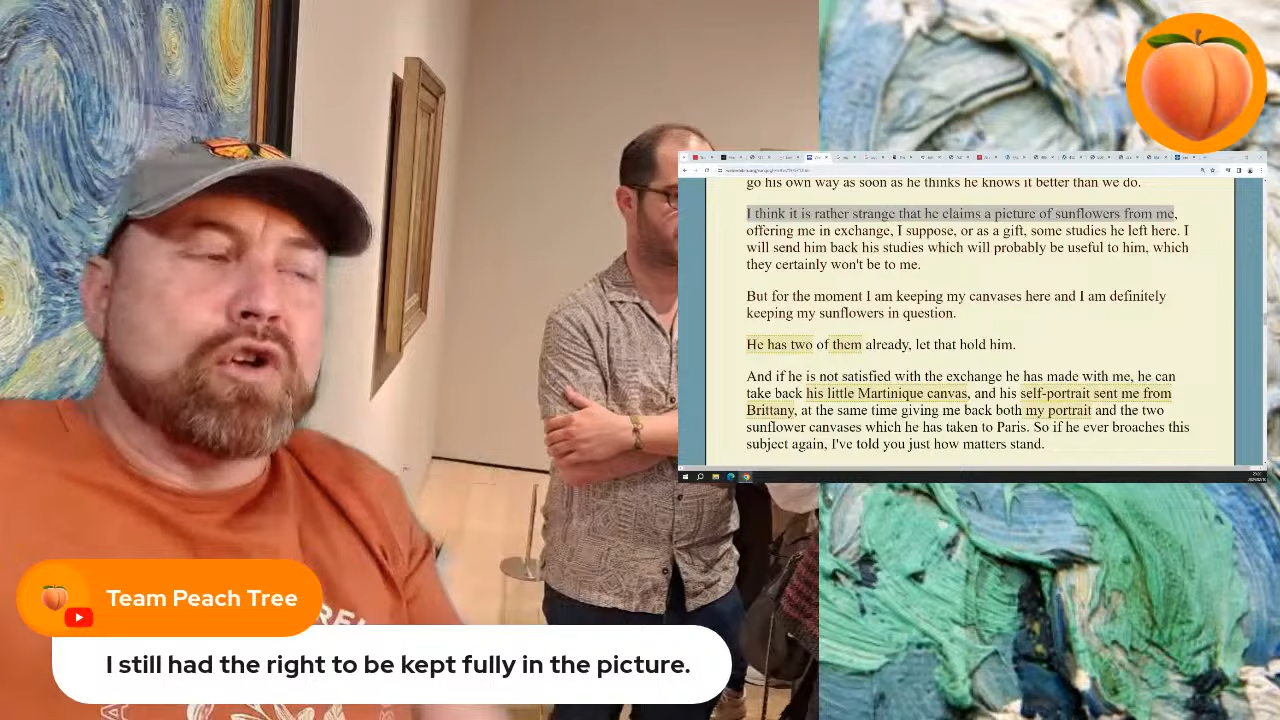 go his own way as soon as he thinks he knows it better than we do.
I think it is rather strange that he claims a picture of sunflowers from me,
offering me in exchange, I suppose, or as a gift, some studies he left here. I
will send him back his studies which will probably be useful to him, which
they certainly won't be to me.
But for the moment I am keeping my canvases here and I am definitely
keeping my sunflowers in question.
He has two of them already, let that hold him.
And if he is not satisfied with the exchange he has made with me, he can
take back his little Martinique canvas, and his self-portrait sent me from
Brittany, at the same time giving me back both my portrait and the two
sunflower canvases which he has taken to Paris. So if he ever broaches this
subject again, I've told you just how matters stand.
Team Peach Tree
I still had the right to be kept fully in the picture.